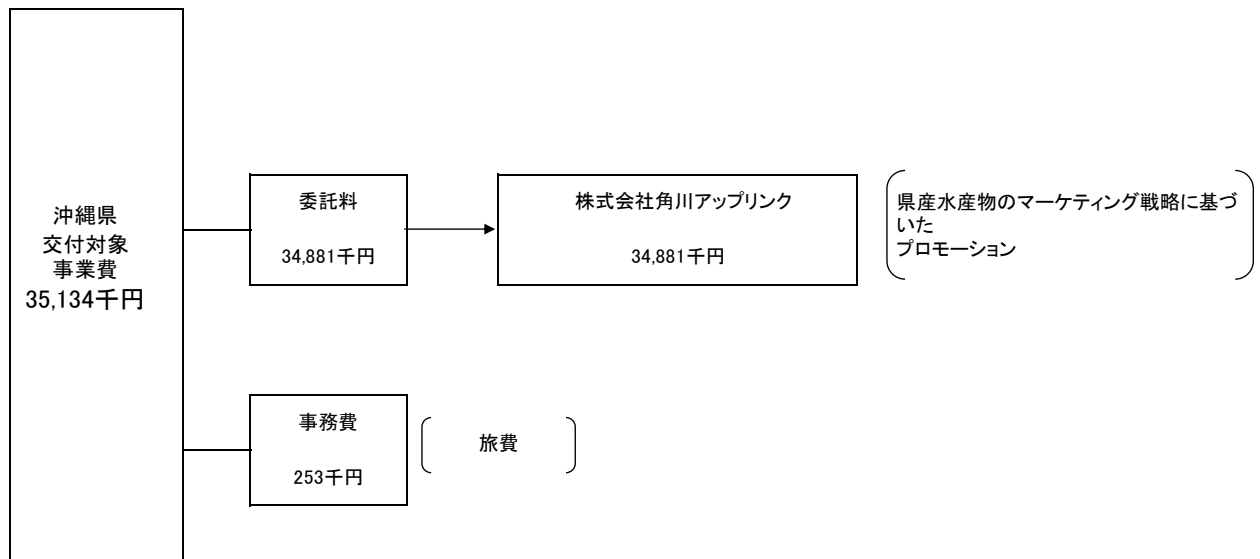 沖縄県
交付対象
事業費
35,134千円
委託料
34,881千円
株式会社角川アップリンク
34,881千円
県産水産物のマーケティング戦略に基づ
いた
プロモーション
事務費
253千円
旅費